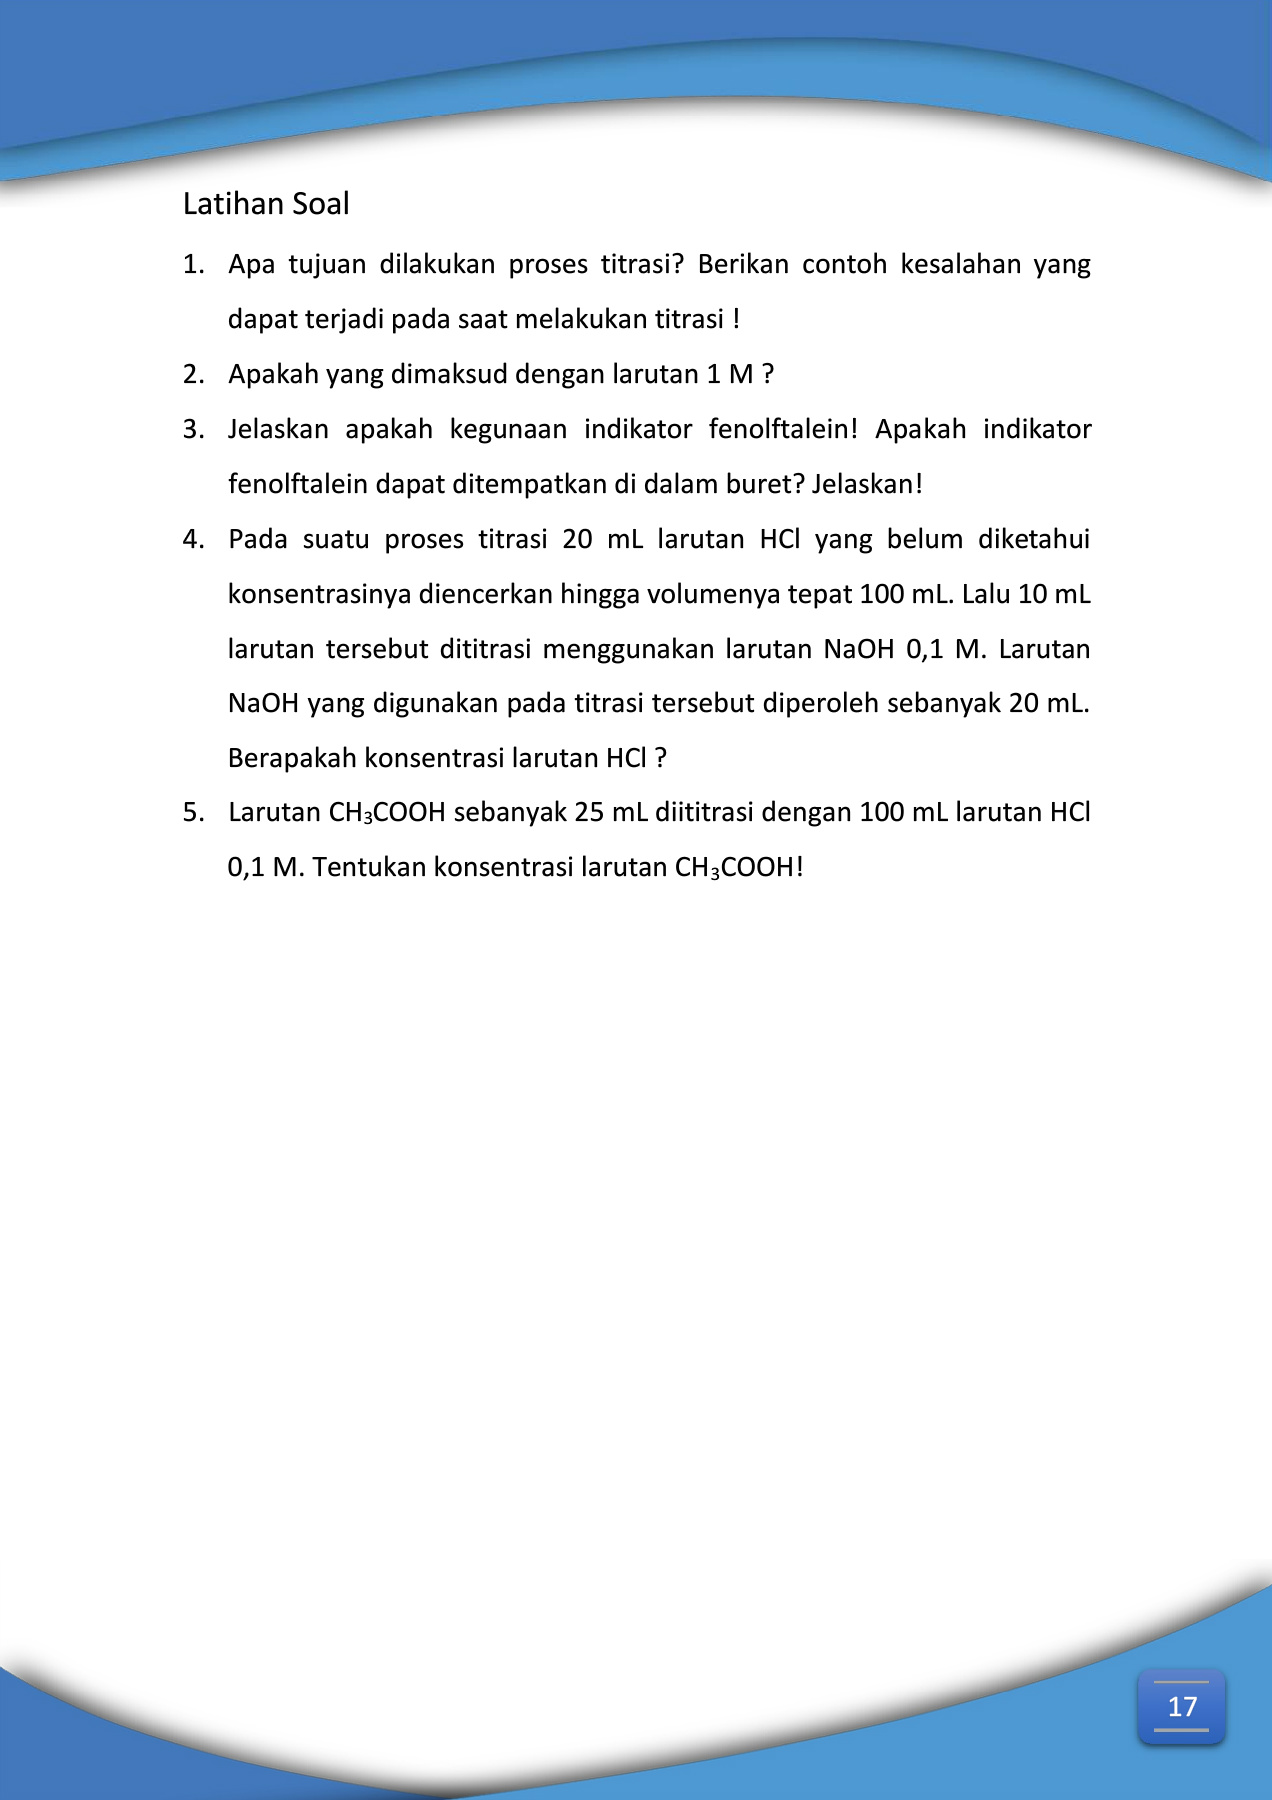 Latihan Soal
1. Apa tujuan dilakukan proses titrasi? Berikan contoh kesalahan yang
dapat terjadi pada saat melakukan titrasi !
2. Apakah yang dimaksud dengan larutan 1 M ?
3. Jelaskan apakah kegunaan indikator fenolftalein! Apakah indikator
fenolftalein dapat ditempatkan di dalam buret? Jelaskan!
4. Pada suatu proses titrasi 20 mL larutan HCl yang belum diketahui
konsentrasinya diencerkan hingga volumenya tepat 100 mL. Lalu 10 mL
larutan tersebut dititrasi menggunakan larutan NaOH 0,1 M. Larutan
NaOH yang digunakan pada titrasi tersebut diperoleh sebanyak 20 mL.
Berapakah konsentrasi larutan HCl ?
5. Larutan CH₃COOH sebanyak 25 mL diititrasi dengan 100 mL larutan HCl
0,1 M. Tentukan konsentrasi larutan CH₃COOH!
17